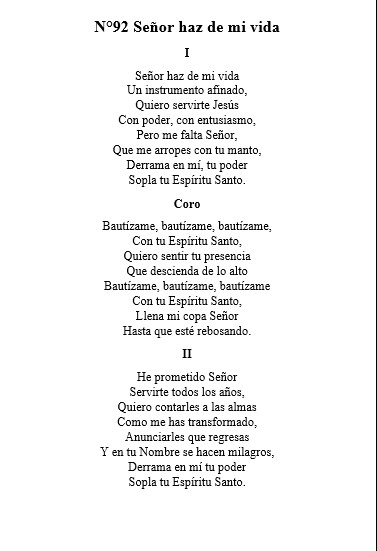 N°92 Señor haz de mi vida
I
Señor haz de mi vida
Un instrumento afinado,
Quiero servirte Jesús
Con poder, con entusiasmo,
Pero me falta Señor,
Que me arropes con tu manto,
Derrama en mí, tu poder
Sopla tu Espíritu Santo.
Coro
Bautízame, bautízame, bautízame,
Con tu Espíritu Santo,
Quiero sentir tu presencia
Que descienda de lo alto
Bautízame, bautízame, bautízame
Con tu Espíritu Santo,
Llena mi copa Señor
Hasta que esté rebosando.
II
He prometido Señor
Servirte todos los años,
Quiero contarles a las almas
Como me has transformado,
Anunciarles que regresas
Y en tu Nombre se hacen milagros,
Derrama en mí tu poder
Sopla tu Espíritu Santo.